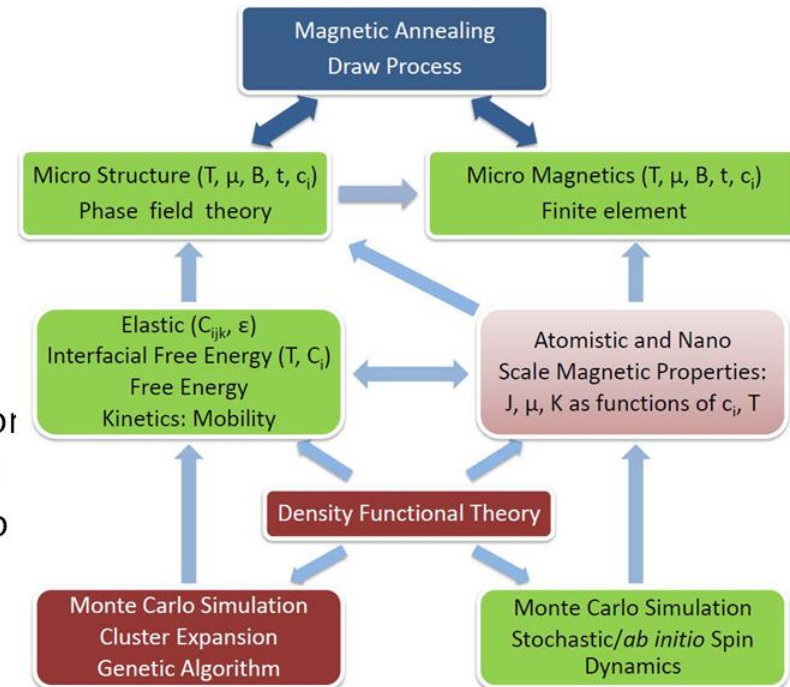 Magnetic Annealing
Draw Process
Micro Structure (T, μ, B, t, cᵢ)
Phase field theory
Micro Magnetics (T, μ, B, t, cᵢ)
Finite element
Elastic (Cᵢⱼₖ, ε)
Interfacial Free Energy (T, Cᵢ)
Free Energy
Kinetics: Mobility
Atomistic and Nano
Scale Magnetic Properties:
J, μ, K as functions of cᵢ, T
Density Functional Theory
Monte Carlo Simulation
Cluster Expansion
Genetic Algorithm
Monte Carlo Simulation
Stochastic/ab initio Spin
Dynamics